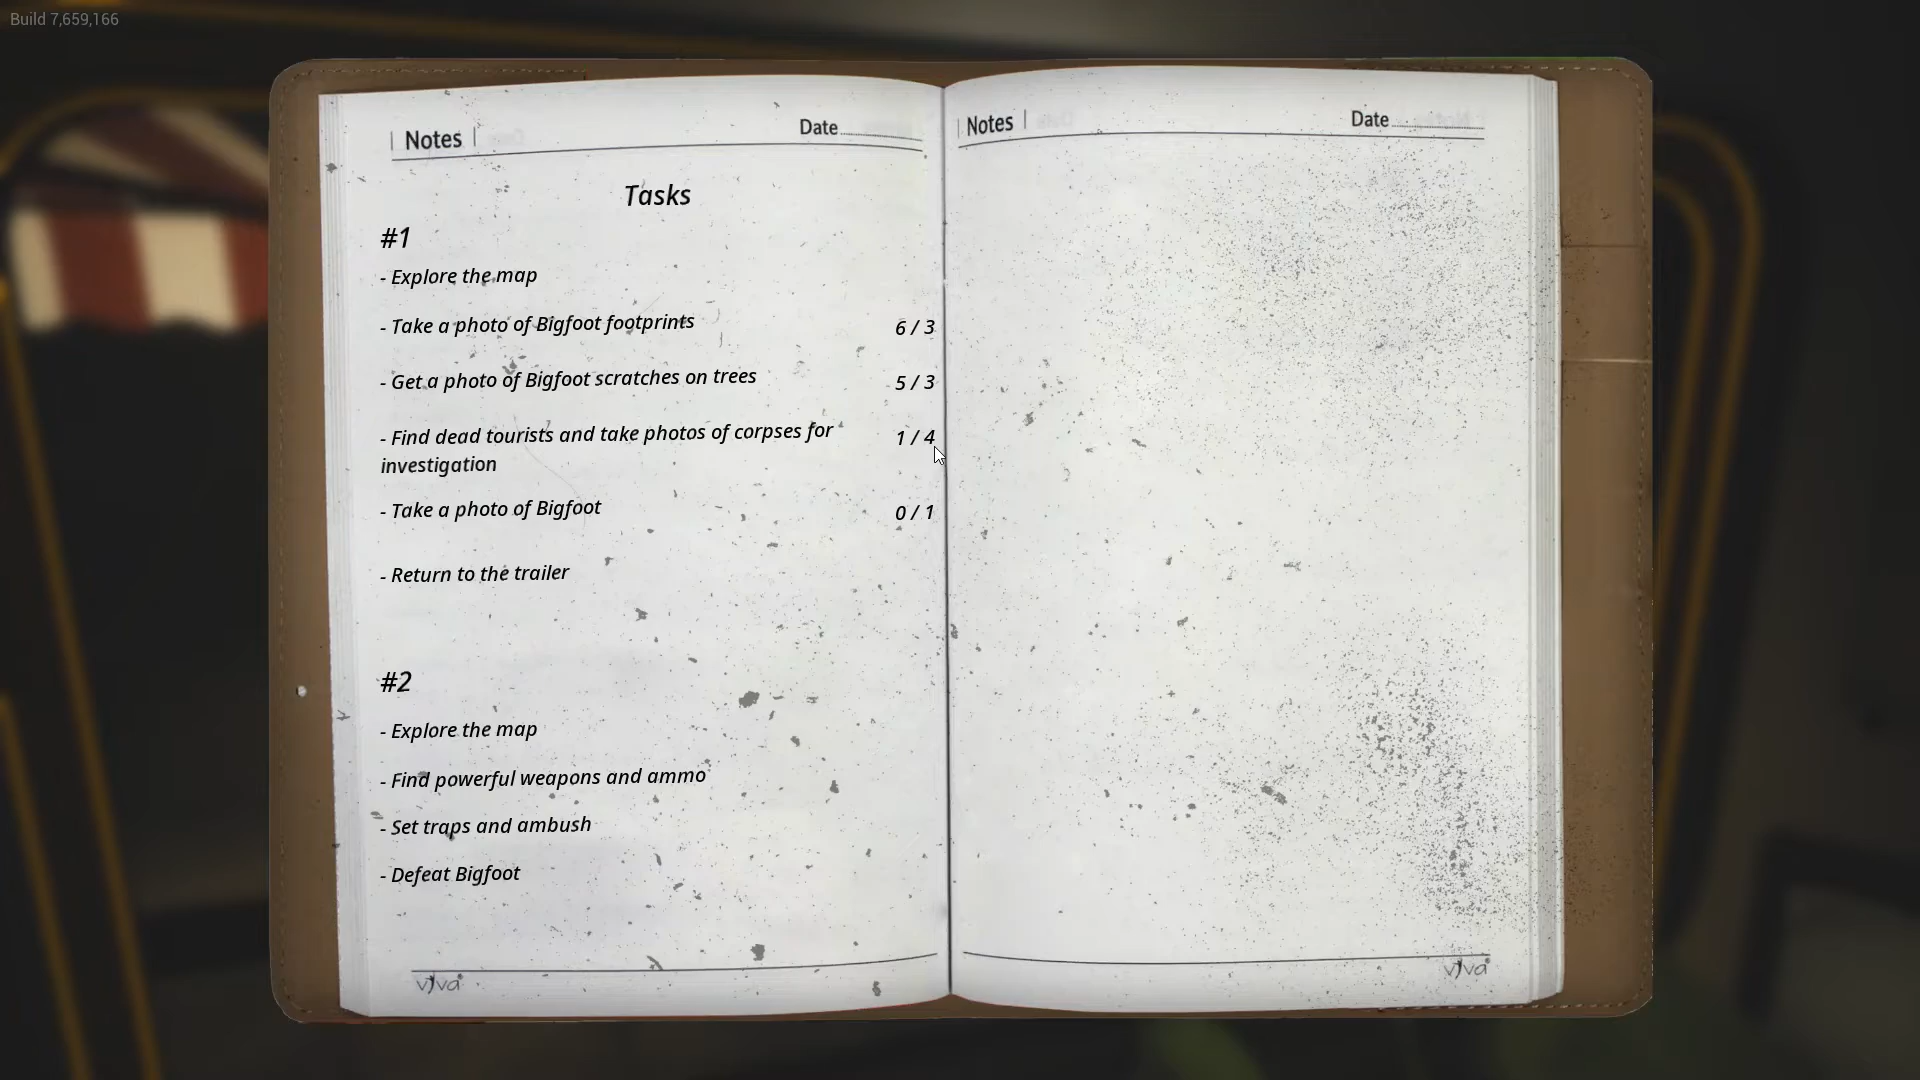 Build 7,659,166
Notes
Date
Tasks
#1
- Explore the map
- Take a photo of Bigfoot footprints 6 / 3
- Get a photo of Bigfoot scratches on trees 5 / 3
- Find dead tourists and take photos of corpses for 1 / 4
investigation
- Take a photo of Bigfoot 0 / 1
- Return to the trailer
#2
- Explore the map
- Find powerful weapons and ammo
- Set traps and ambush
- Defeat Bigfoot
viva
Notes
Date
viva